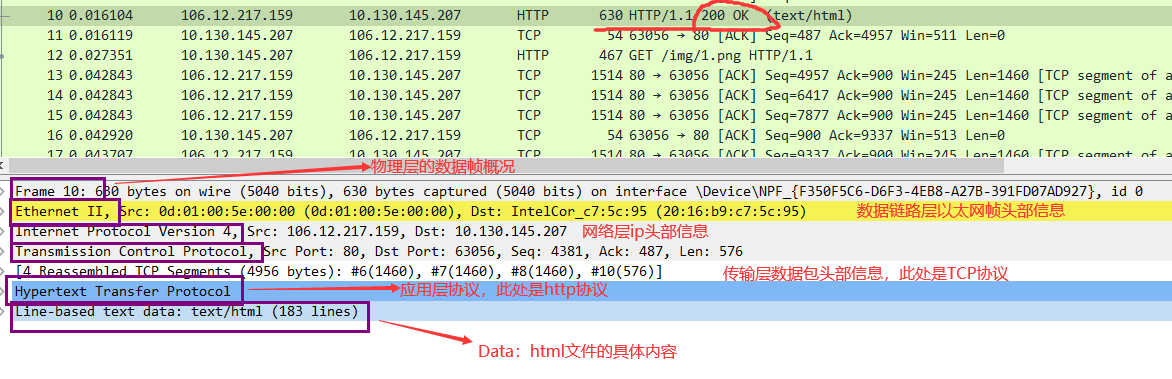 10 0.016104 106.12.217.159 10.130.145.207 HTTP 630 HTTP/1.1 200 OK (text/html)
11 0.016119 10.130.145.207 106.12.217.159 TCP 54 63056 → 80 [ACK] Seq=487 Ack=4957 Win=511 Len=0
12 0.027351 10.130.145.207 106.12.217.159 HTTP 467 GET /img/1.png HTTP/1.1
13 0.042843 106.12.217.159 10.130.145.207 TCP 1514 80 → 63056 [ACK] Seq=4957 Ack=900 Win=245 Len=1460 [TCP segment of a
14 0.042843 106.12.217.159 10.130.145.207 TCP 1514 80 → 63056 [ACK] Seq=6417 Ack=900 Win=245 Len=1460 [TCP segment of a
15 0.042843 106.12.217.159 10.130.145.207 TCP 1514 80 → 63056 [ACK] Seq=7877 Ack=900 Win=245 Len=1460 [TCP segment of a
16 0.042920 10.130.145.207 106.12.217.159 TCP 54 63056 → 80 [ACK] Seq=900 Ack=9337 Win=513 Len=0
17 0.043707 106.12.217.159 10.130.145.207 TCP 1514 80 → 63056 [ACK] Seq=9337 Ack=900 Win=245 Len=1460 [TCP segment of a
物理层的数据帧概况
Frame 10: 630 bytes on wire (5040 bits), 630 bytes captured (5040 bits) on interface \Device\NPF_{F350F5C6-D6F3-4EB8-A27B-391FD07AD927}, id 0
Ethernet II, Src: 0d:01:00:5e:00:00 (0d:01:00:5e:00:00), Dst: IntelCor_c7:5c:95 (20:16:b9:c7:5c:95) 数据链路层以太网帧头部信息
Internet Protocol Version 4, Src: 106.12.217.159, Dst: 10.130.145.207 网络层ip头部信息
Transmission Control Protocol, Src Port: 80, Dst Port: 63056, Seq: 4381, Ack: 487, Len: 576
[4 Reassembled TCP Segments (4956 bytes): #6(1460), #7(1460), #8(1460), #10(576)] 传输层数据包头部信息，此处是TCP协议
Hypertext Transfer Protocol 应用层协议，此处是http协议
Line-based text data: text/html (183 lines)
Data：html文件的具体内容